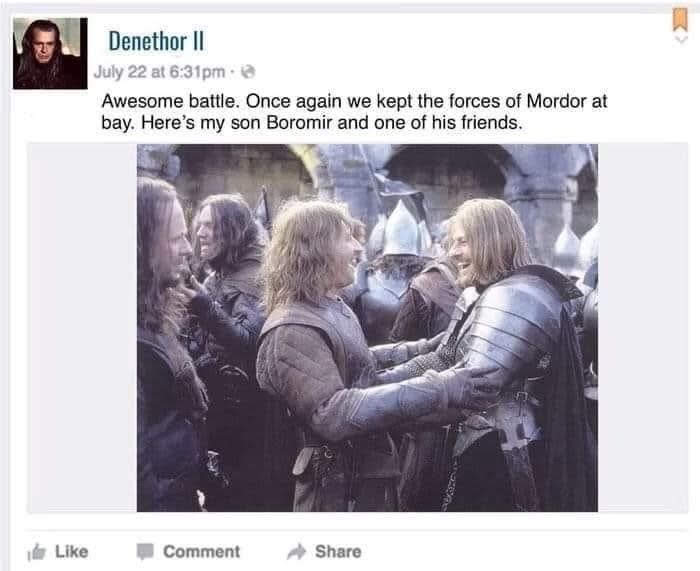 Denethor II
July 22 at 6:31pm ·
Awesome battle. Once again we kept the forces of Mordor at
bay. Here's my son Boromir and one of his friends.
Like Comment Share